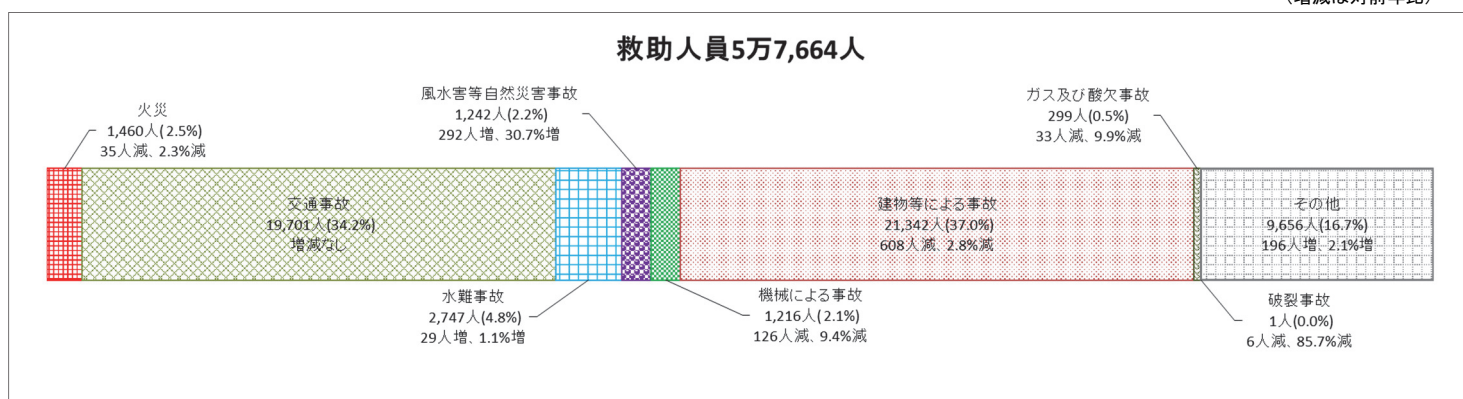 (増減は対前年比)
救助人員5万7,664人
火災
1,460人(2.5%)
35人減、2.3%減
風水害等自然災害事故
1,242人(2.2%)
292人増、30.7%増
ガス及び酸欠事故
299人(0.5%)
33人減、9.9%減
交通事故
19,701人(34.2%)
増減なし
建物等による事故
21,342人(37.0%)
608人減、2.8%減
その他
9,656人(16.7%)
196人増、2.1%増
水難事故
2,747人(4.8%)
29人増、1.1%増
機械による事故
1,216人(2.1%)
126人減、9.4%減
破裂事故
1人(0.0%)
6人減、85.7%減